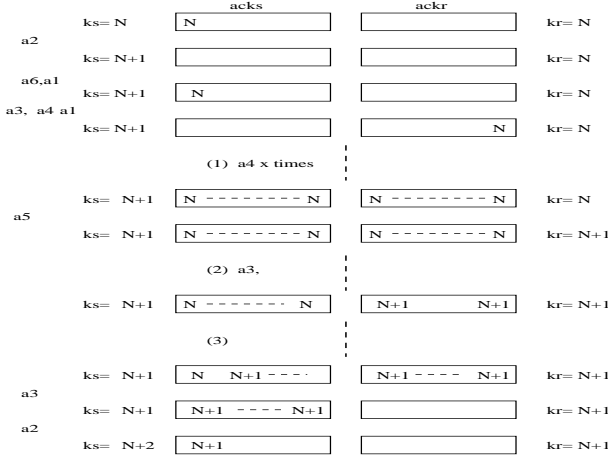 acks ackr
ks= N N kr= N
a2
ks= N+1 kr= N
a6,a1
ks= N+1 N kr= N
a3, a4 a1
ks= N+1 N kr= N
(1) a4 x times
ks= N+1 N N N N kr= N
a5
ks= N+1 N N N N kr= N+1
(2) a3,
ks= N+1 N N N+1 N+1 kr= N+1
(3)
ks= N+1 N N+1 N+1 N+1 kr= N+1
a3
ks= N+1 N+1 N+1 kr= N+1
a2
ks= N+2 N+1 kr= N+1